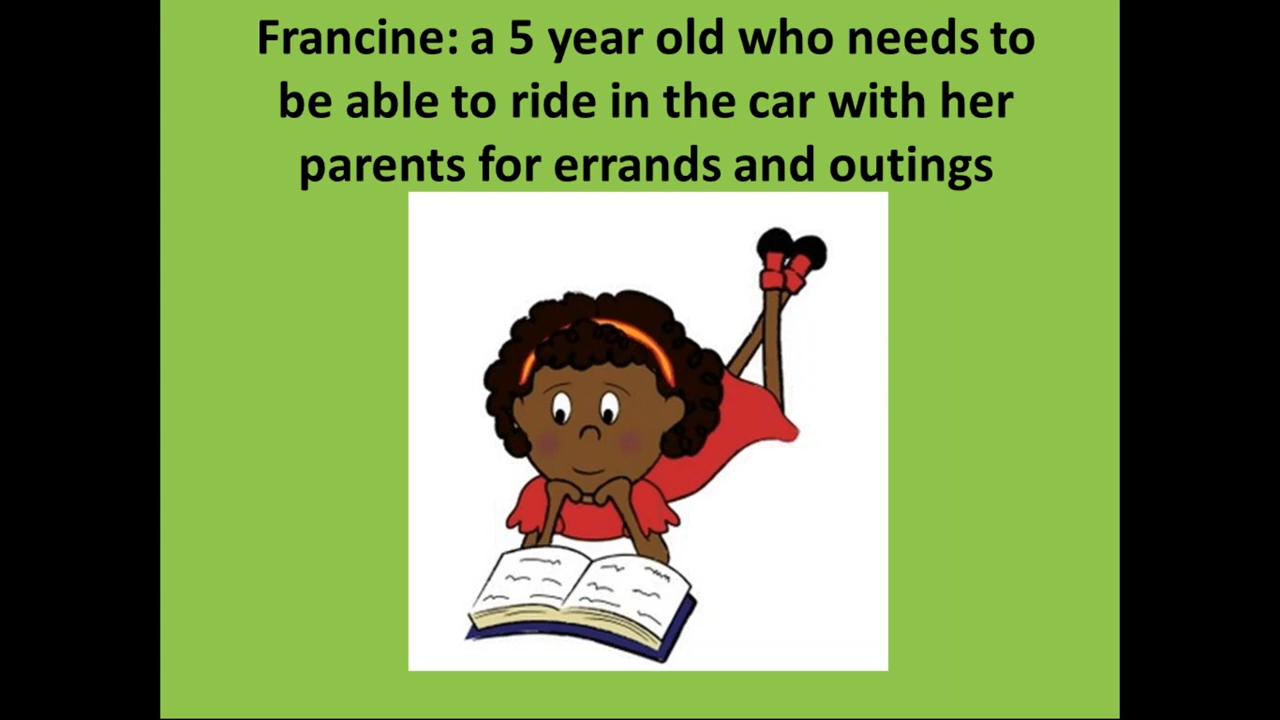 Francine: a 5 year old who needs to
be able to ride in the car with her
parents for errands and outings